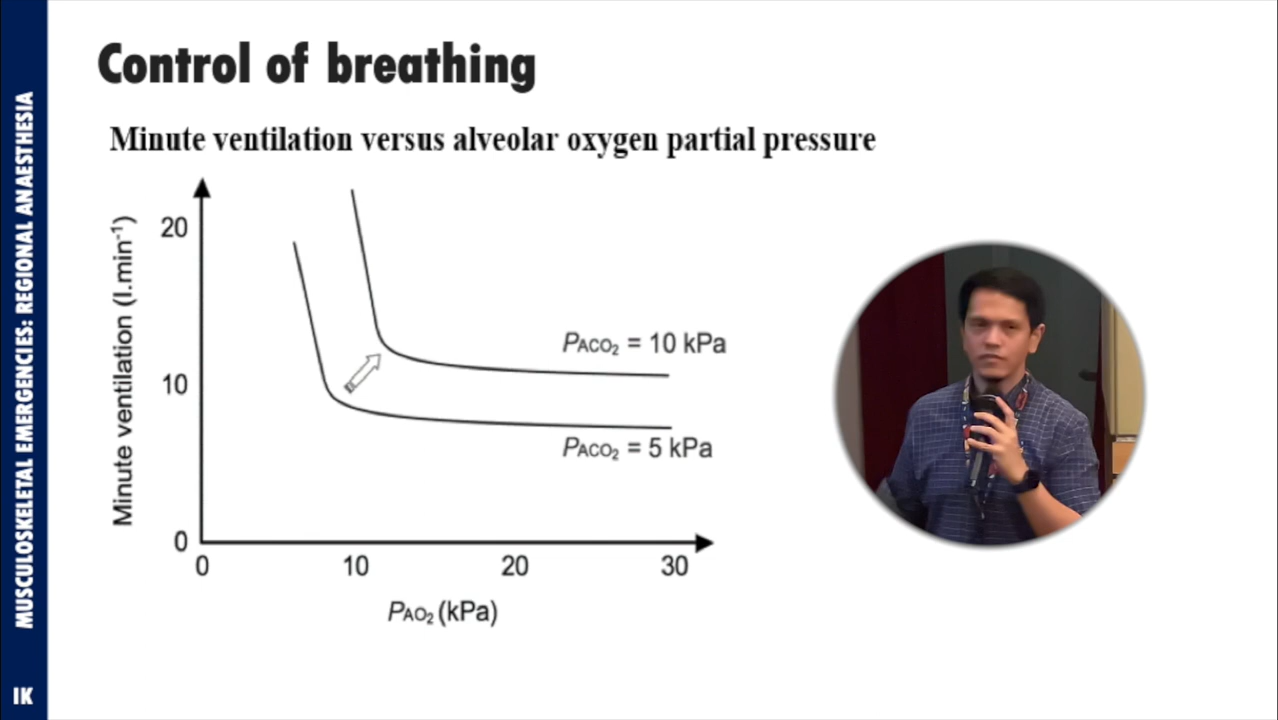 Control of breathing
Minute ventilation versus alveolar oxygen partial pressure
MUSCULOSKELETAL EMERGENCIES: REGIONAL ANAESTHESIA
IK
Minute ventilation (l.min⁻¹)
20
10
0
PACO₂ = 10 kPa
PACO₂ = 5 kPa
0 10 20 30
PAO₂ (kPa)